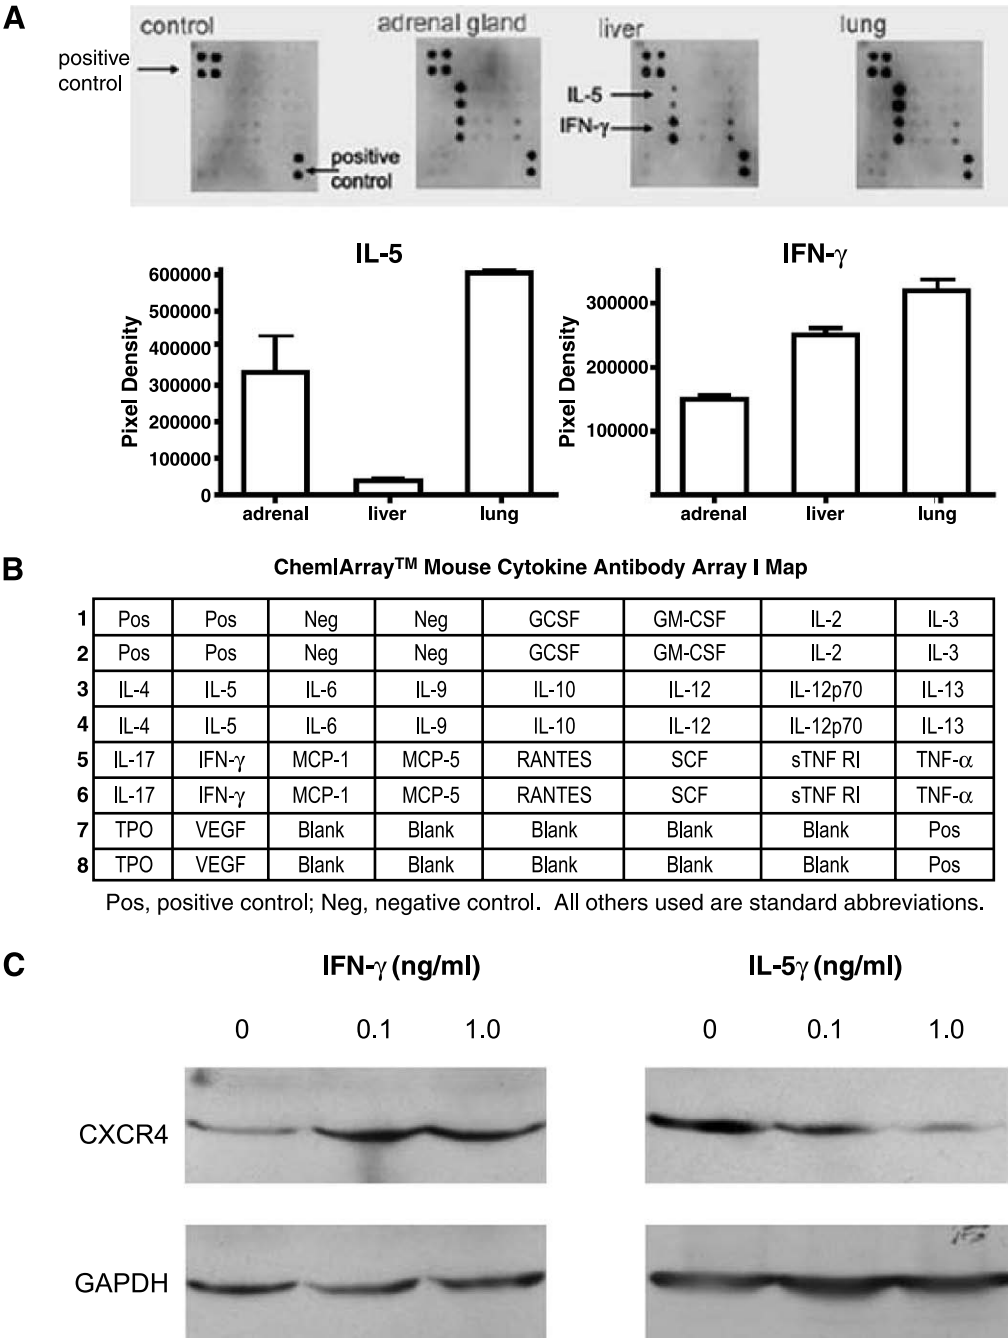 A
control
adrenal gland
liver
lung
positive
control
IL-5
IFN-γ
positive
control
IL-5
Pixel Density
600000
500000
400000
300000
200000
100000
0
adrenal liver lung
IFN-γ
Pixel Density
300000
200000
100000
adrenal liver lung
B
ChemlArray™ Mouse Cytokine Antibody Array I Map
1 Pos Pos Neg Neg GCSF GM-CSF IL-2 IL-3
2 Pos Pos Neg Neg GCSF GM-CSF IL-2 IL-3
3 IL-4 IL-5 IL-6 IL-9 IL-10 IL-12 IL-12p70 IL-13
4 IL-4 IL-5 IL-6 IL-9 IL-10 IL-12 IL-12p70 IL-13
5 IL-17 IFN-γ MCP-1 MCP-5 RANTES SCF sTNF RI TNF-α
6 IL-17 IFN-γ MCP-1 MCP-5 RANTES SCF sTNF RI TNF-α
7 TPO VEGF Blank Blank Blank Blank Blank Pos
8 TPO VEGF Blank Blank Blank Blank Blank Pos
Pos, positive control; Neg, negative control. All others used are standard abbreviations.
C
IFN-γ (ng/ml)
IL-5γ (ng/ml)
0 0.1 1.0
0 0.1 1.0
CXCR4
GAPDH